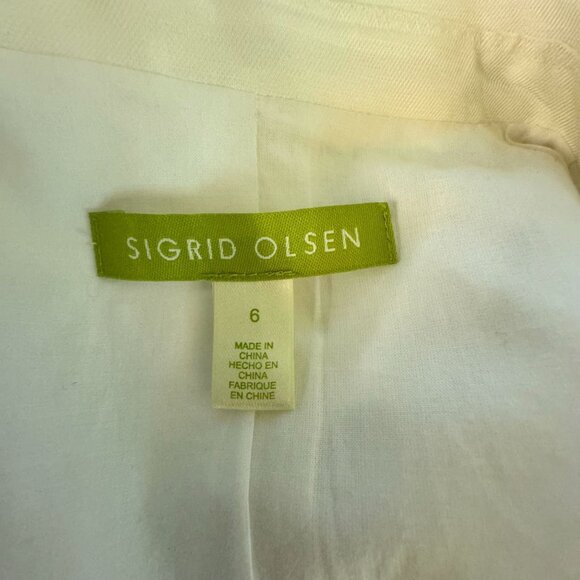 SIGRID OLSEN
6
MADE IN
CHINA
HECHO EN
CHINA
FABRIQUE
EN CHINE